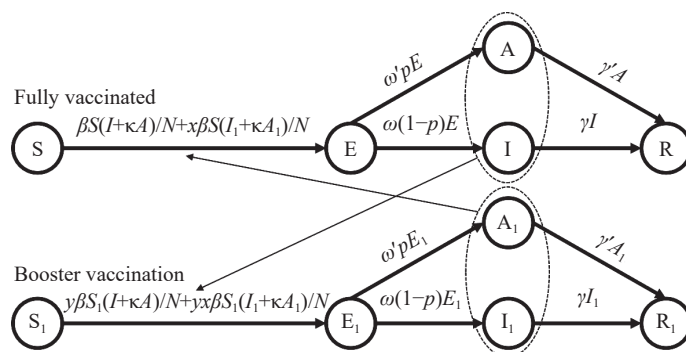 A
ω'pE
γ'A
Fully vaccinated
βS(I+κA)/N+xβS(I₁+κA₁)/N
ω(1−p)E
γI
S
E
I
R
A₁
ω'pE₁
γ'A₁
Booster vaccination
yβS₁(I+κA)/N+yxβS₁(I₁+κA₁)/N
ω(1−p)E₁
γI₁
S₁
E₁
I₁
R₁